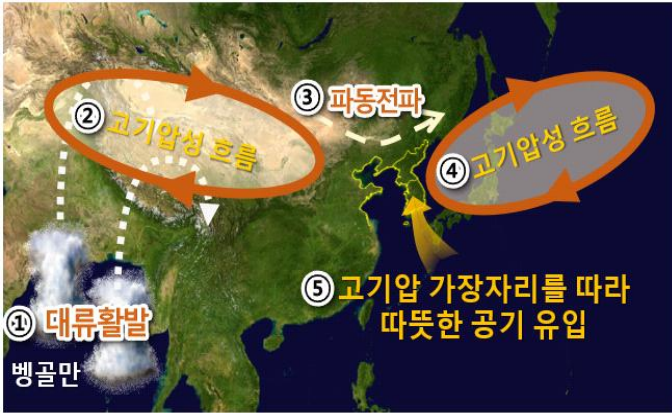 ① 대류활발
벵골만
② 고기압성 흐름
③ 파동전파
④ 고기압성 흐름
⑤ 고기압 가장자리를 따라
따뜻한 공기 유입